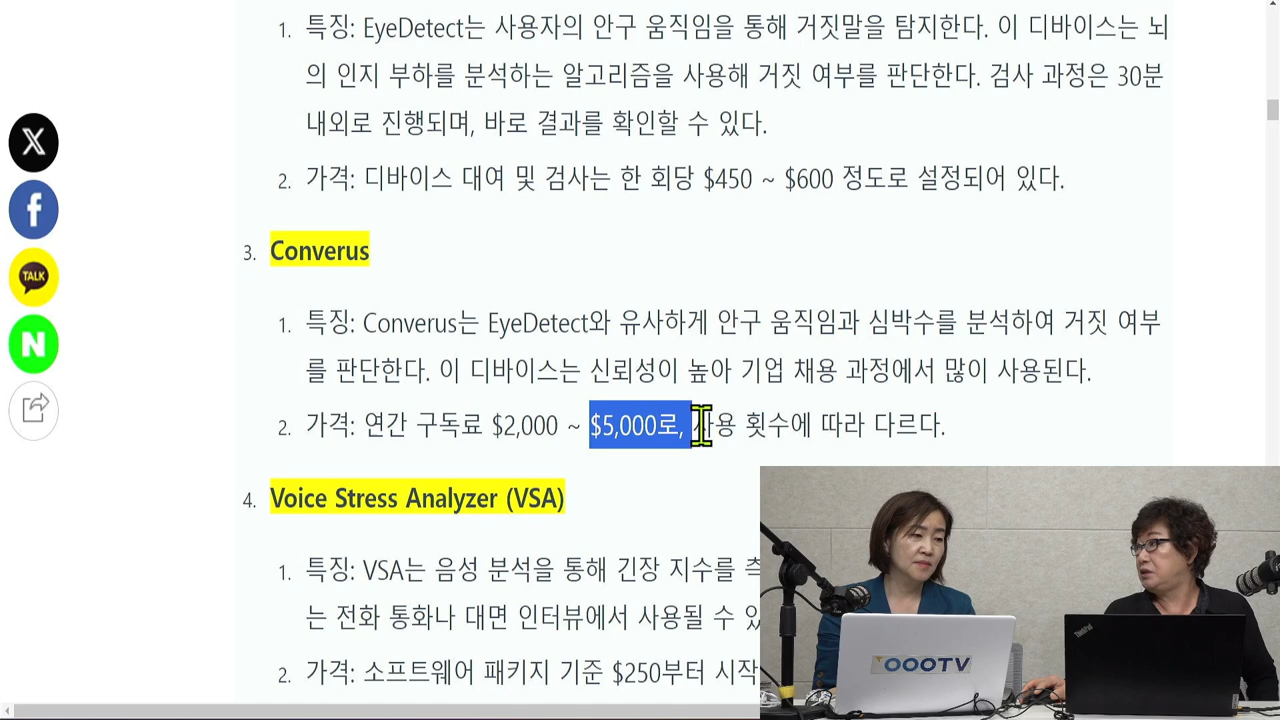 1. 특징: EyeDetect는 사용자의 안구 움직임을 통해 거짓말을 탐지한다. 이 디바이스는 뇌
의 인지 부하를 분석하는 알고리즘을 사용해 거짓 여부를 판단한다. 검사 과정은 30분
내외로 진행되며, 바로 결과를 확인할 수 있다.
2. 가격: 디바이스 대여 및 검사는 한 회당 $450 ~ $600 정도로 설정되어 있다.
3. Converus
1. 특징: Converus는 EyeDetect와 유사하게 안구 움직임과 심박수를 분석하여 거짓 여부
를 판단한다. 이 디바이스는 신뢰성이 높아 기업 채용 과정에서 많이 사용된다.
2. 가격: 연간 구독료 $2,000 ~ $5,000로, 사용 횟수에 따라 다르다.
4. Voice Stress Analyzer (VSA)
1. 특징: VSA는 음성 분석을 통해 긴장 지수를 측
는 전화 통화나 대면 인터뷰에서 사용될 수 있
2. 가격: 소프트웨어 패키지 기준 $250부터 시작
X
f
TALK
N
OOOTV
ThinkPad